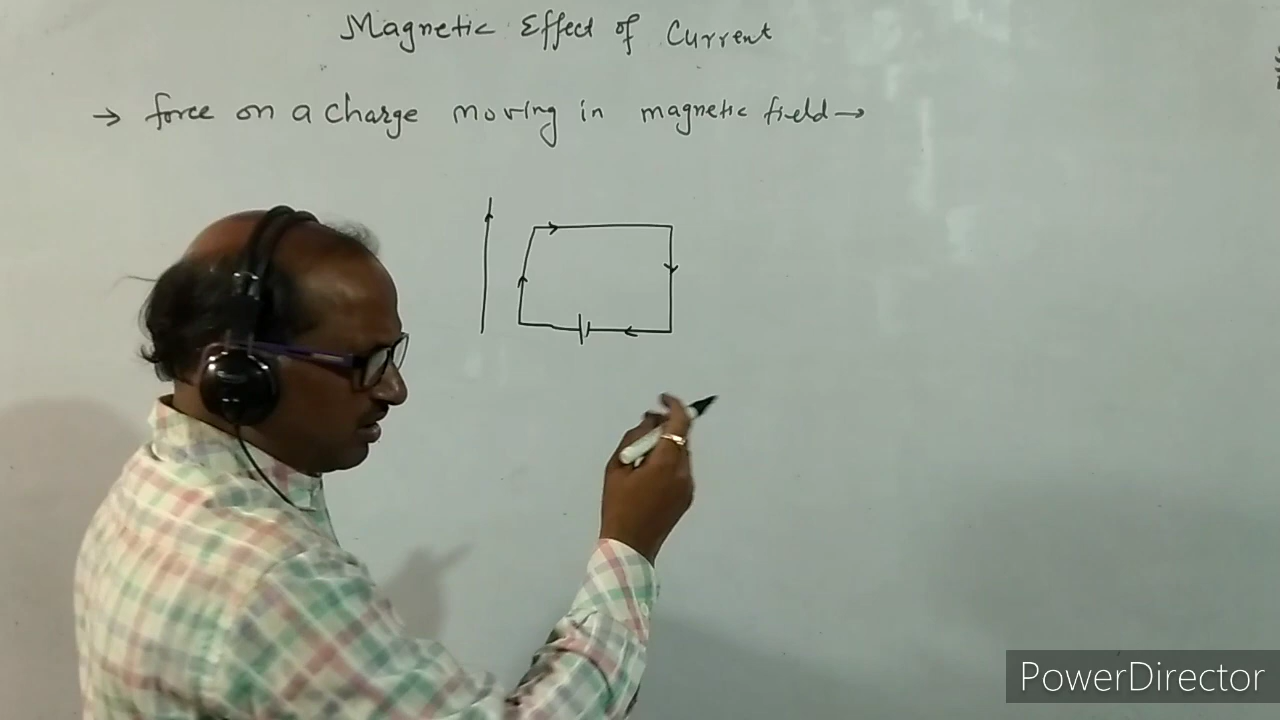 Magnetic Effect of Current
→ force on a charge moving in magnetic field →
PowerDirector